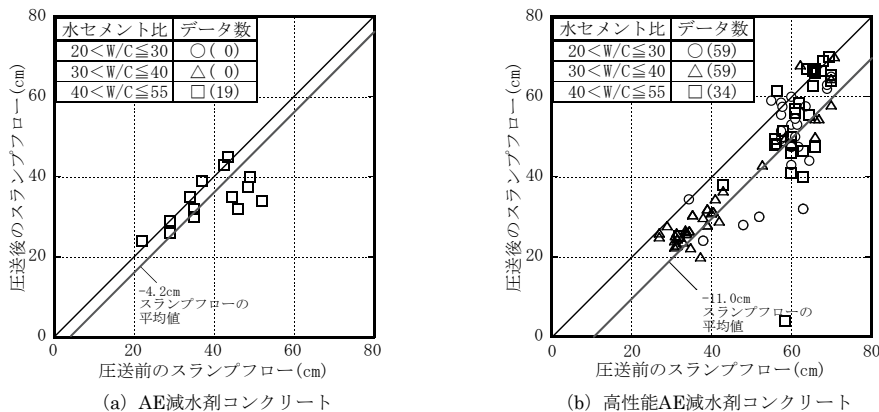 80
60
40
20
0
圧送後のスランプフロー(cm)
水セメント比 データ数
20<W/C≦30 ○( 0)
30<W/C≦40 △( 0)
40<W/C≦55 □(19)
-4.2cm
スランプフローの
平均値
0 20 40 60 80
圧送前のスランプフロー(cm)
(a) AE減水剤コンクリート
80
60
40
20
0
圧送後のスランプフロー(cm)
水セメント比 データ数
20<W/C≦30 ○(59)
30<W/C≦40 △(59)
40<W/C≦55 □(34)
-11.0cm
スランプフローの
平均値
0 20 40 60 80
圧送前のスランプフロー(cm)
(b) 高性能AE減水剤コンクリート